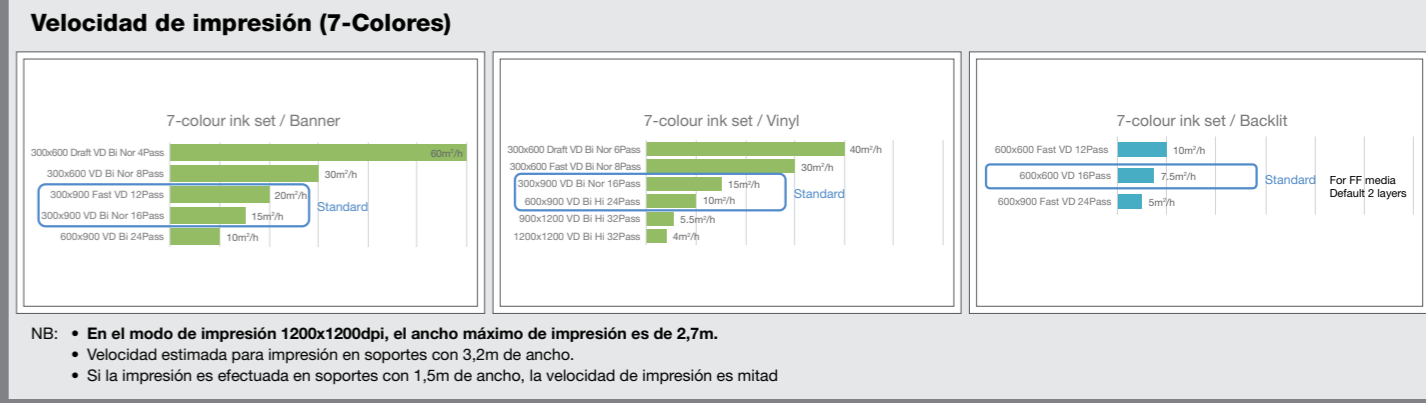 Velocidad de impresión (7-Colores)
7-colour ink set / Banner
300x600 Draft VD Bi Nor 4Pass 60m²/h
300x600 VD Bi Nor 8Pass 30m²/h
300x900 Fast VD 12Pass 20m²/h
Standard
300x900 VD Bi Nor 16Pass 15m²/h
600x900 VD Bi 24Pass 10m²/h
7-colour ink set / Vinyl
300x600 Draft VD Bi Nor 6Pass 40m²/h
300x600 Fast VD Bi Nor 8Pass 30m²/h
300x900 VD Bi Nor 16Pass 15m²/h
Standard
600x900 VD Bi Hi 24Pass 10m²/h
900x1200 VD Bi Hi 32Pass 5.5m²/h
1200x1200 VD Bi Hi 32Pass 4m²/h
7-colour ink set / Backlit
600x600 Fast VD 12Pass 10m²/h
600x600 VD 16Pass 7.5m²/h Standard
For FF media
Default 2 layers
600x900 Fast VD 24Pass 5m²/h
NB: • En el modo de impresión 1200x1200dpi, el ancho máximo de impresión es de 2,7m.
• Velocidad estimada para impresión en soportes con 3,2m de ancho.
• Si la impresión es efectuada en soportes con 1,5m de ancho, la velocidad de impresión es mitad